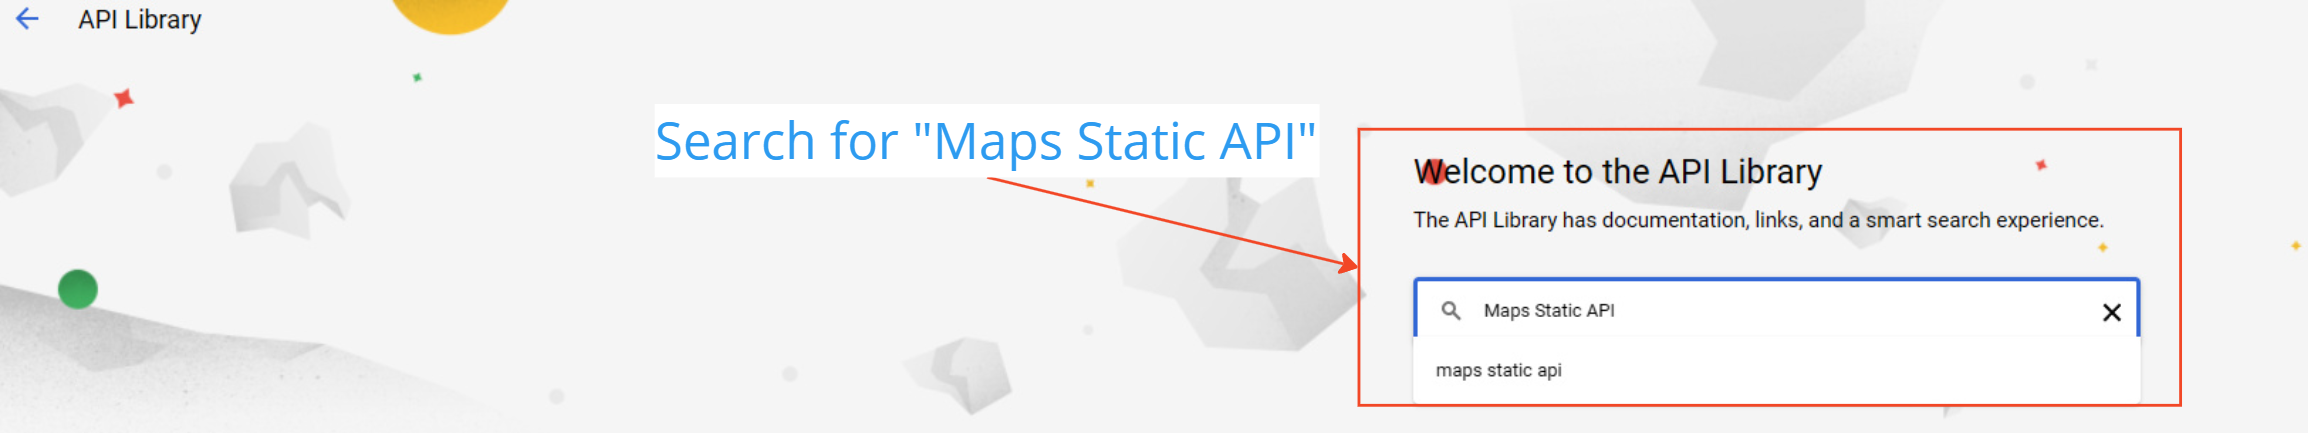 API Library
Search for "Maps Static API"
Welcome to the API Library
The API Library has documentation, links, and a smart search experience.
Maps Static API
maps static api